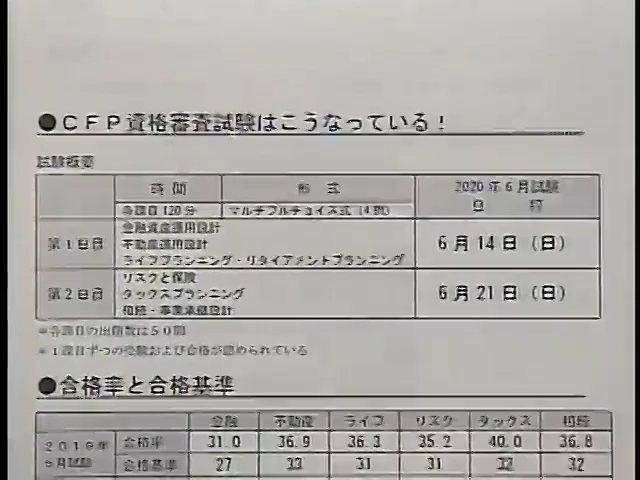 ●ＣＦＰ資格審査試験はこうなっている！
試験概要
時間 形式 2020年6月試験
日程
各課目120分 マルチプルチョイス式（4択）
第1日目 金融資産運用設計
不動産運用設計
ライフプランニング・リタイアメントプランニング
6月14日（日）
第2日目 リスクと保険
タックスプランニング
相続・事業承継設計
6月21日（日）
＊各課目の出題数は５０問
＊１課目ずつの受験および合格が認められている
●合格率と合格基準
金融 不動産 ライフ リスク タックス 相続
２０１９年 合格率 31.0 36.9 36.3 35.2 40.0 36.8
月試験 合格基準 27 33 31 31 32 32